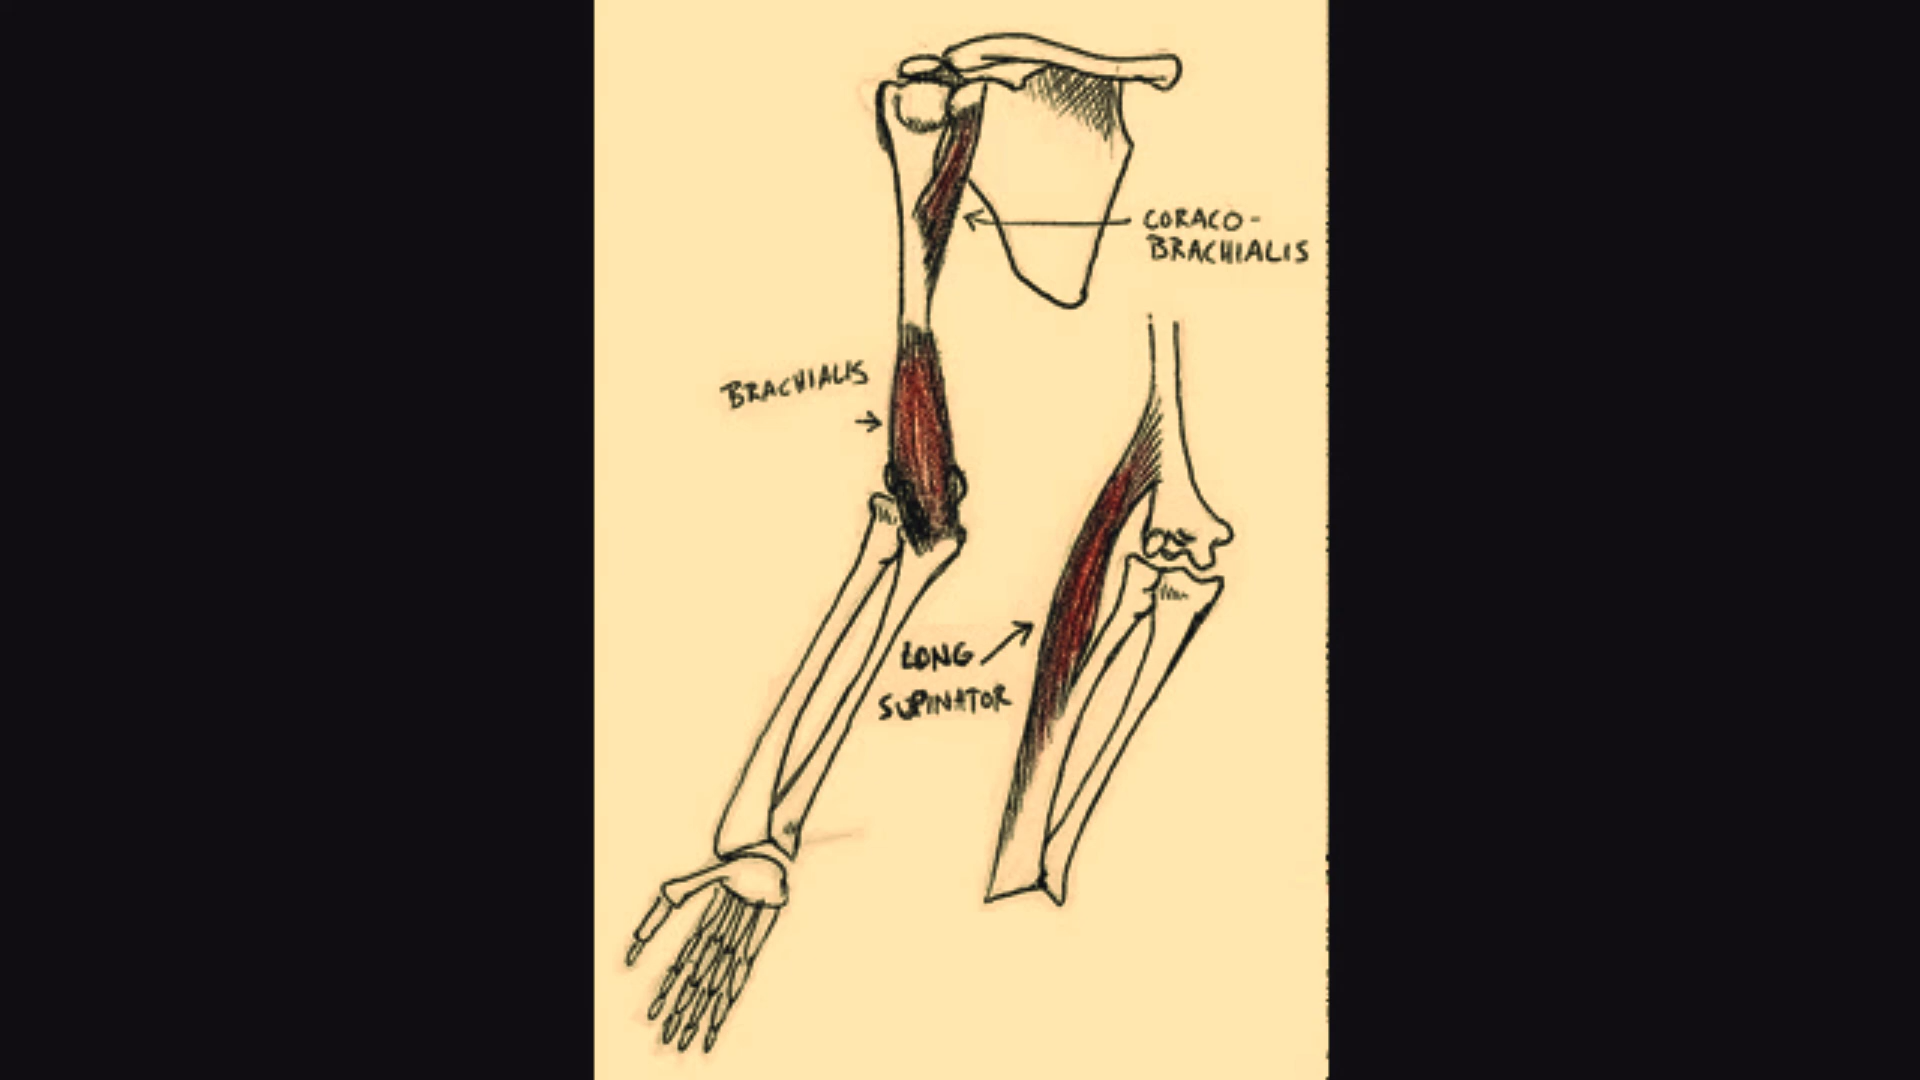 CORACO-
BRACHIALIS
BRACHIALIS
LONG
SUPINATOR